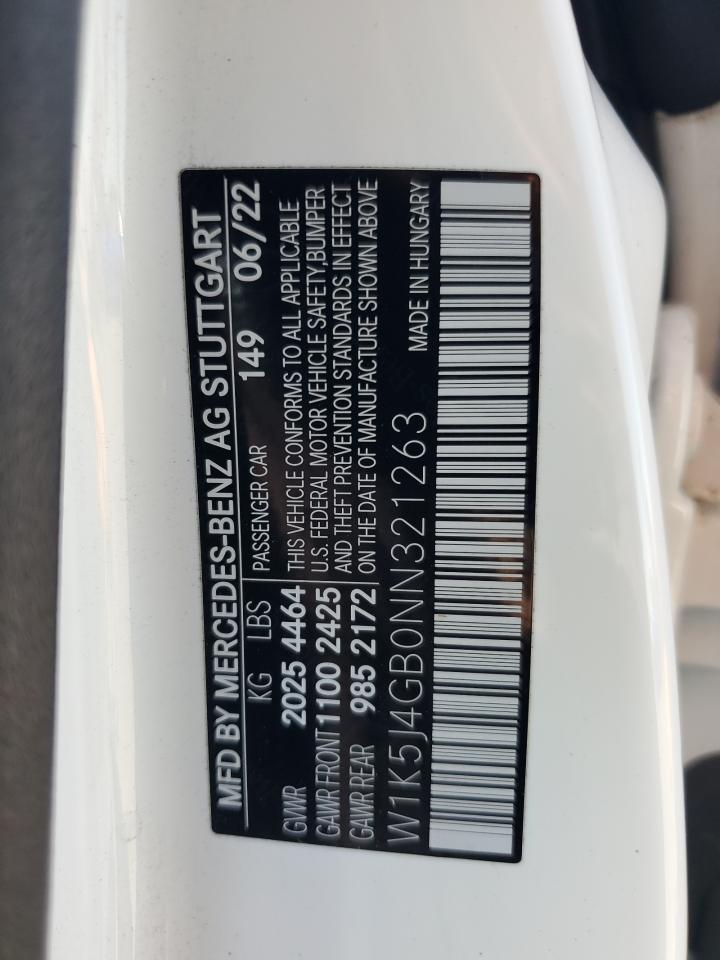 MFD BY MERCEDES-BENZ AG STUTTGART
KG LBS PASSENGER CAR 149 06/22
GVWR 2025 4464 THIS VEHICLE CONFORMS TO ALL APPLICABLE
GAWR FRONT 1100 2425 U.S. FEDERAL MOTOR VEHICLE SAFETY,BUMPER
GAWR REAR 985 2172 AND THEFT PREVENTION STANDARDS IN EFFECT
ON THE DATE OF MANUFACTURE SHOWN ABOVE
W1K5J4GB0NN321263 MADE IN HUNGARY